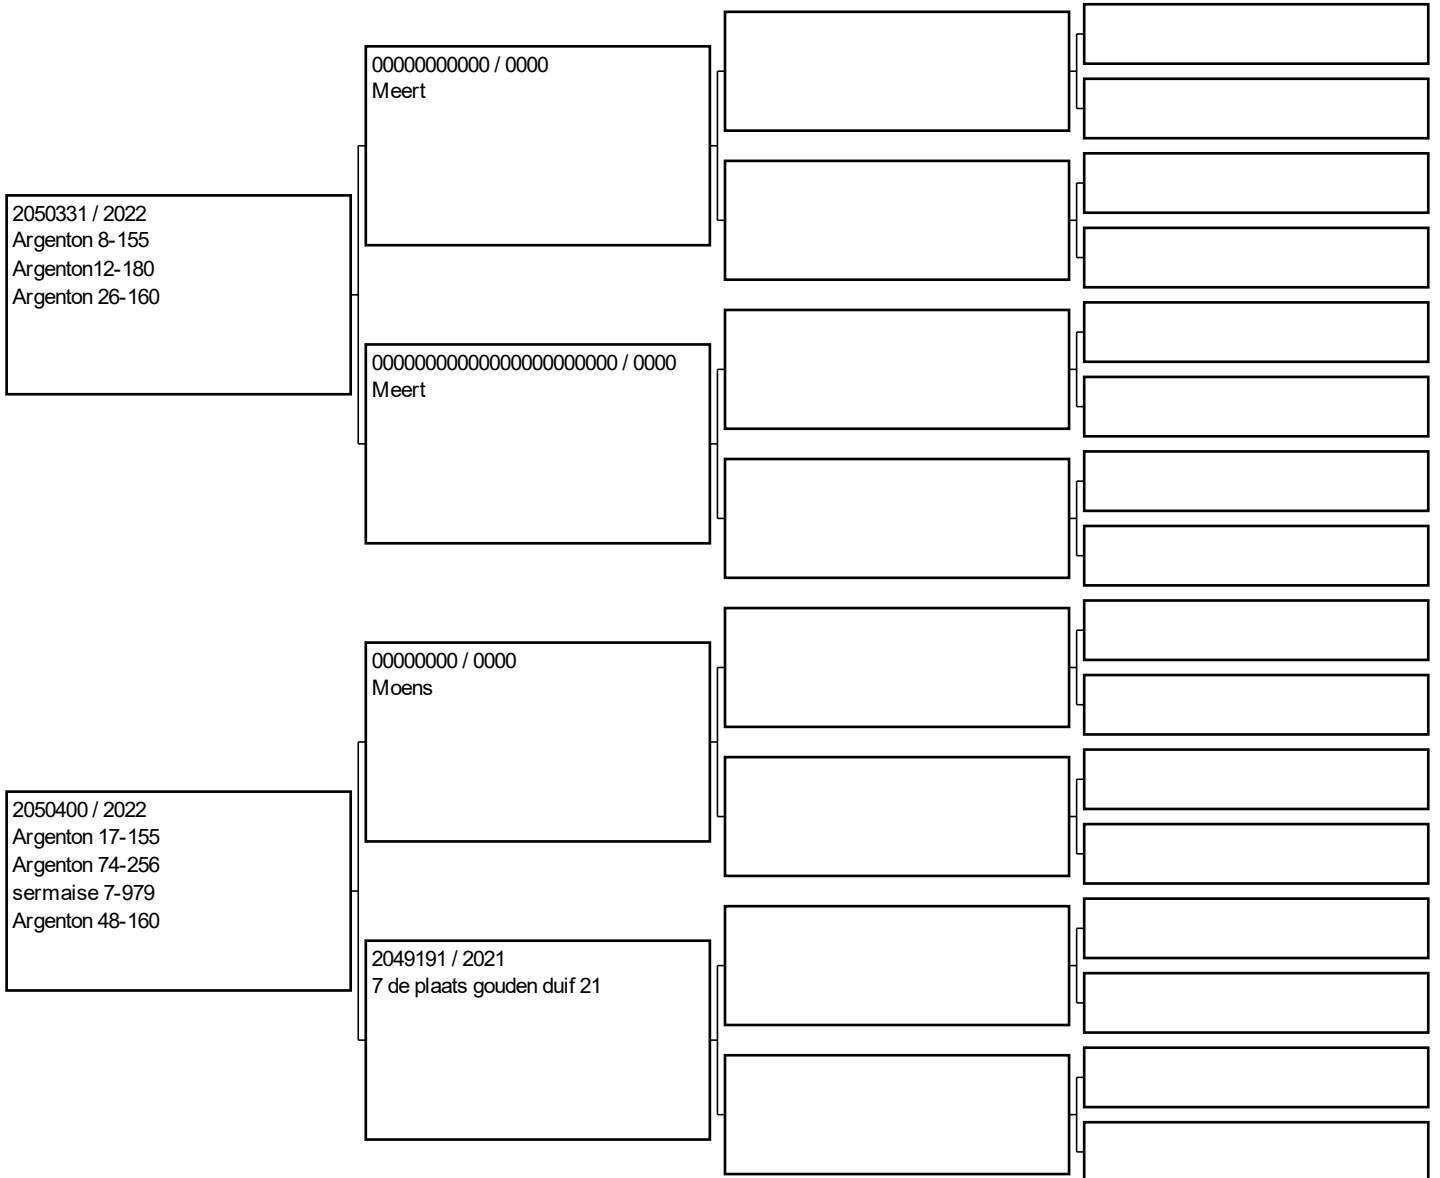 00000000000 / 0000
Meert
2050331 / 2022
Argenton 8-155
Argenton12-180
Argenton 26-160
00000000000000000000000 / 0000
Meert
00000000 / 0000
Moens
2050400 / 2022
Argenton 17-155
Argenton 74-256
sermaise 7-979
Argenton 48-160
2049191 / 2021
7 de plaats gouden duif 21